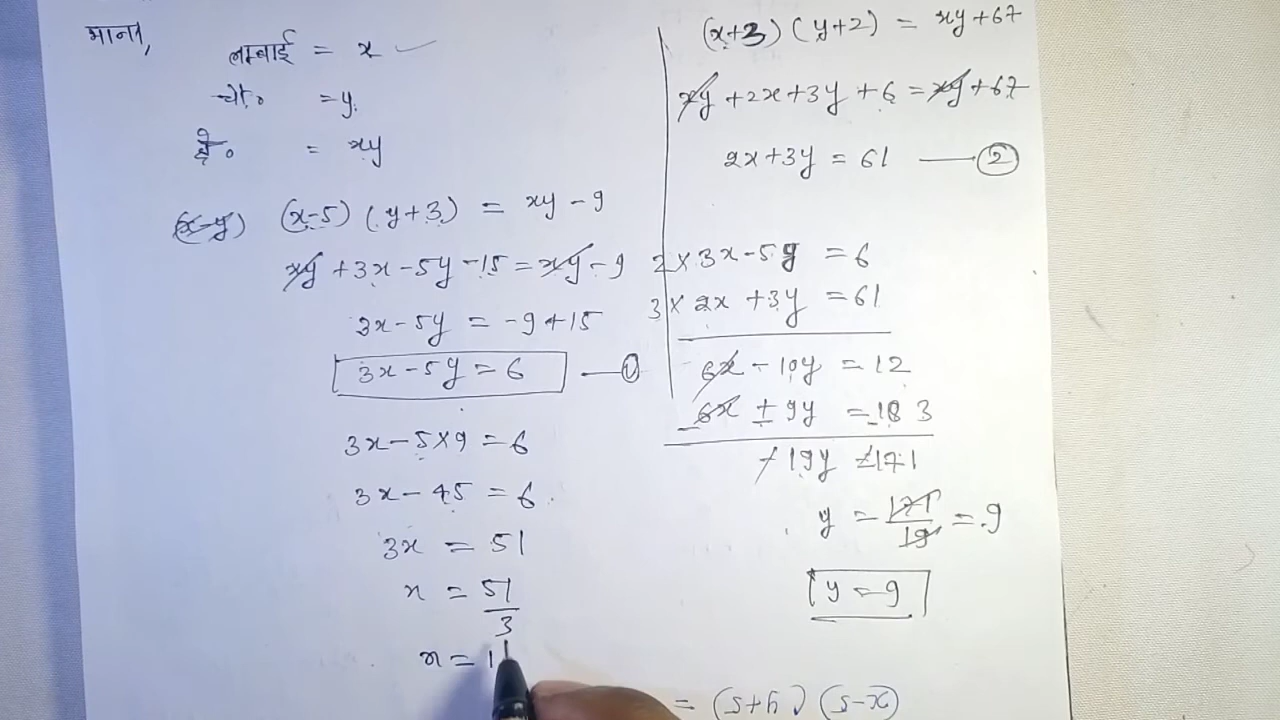 माना,
लम्बाई = x
चौ० = y
क्षे० = xy
(x-5) (y+3) = xy - 9
xy + 3x - 5y - 15 = xy - 9
3x - 5y = -9 + 15
3x - 5y = 6 — ①
3x - 5×9 = 6
3x - 45 = 6
3x = 51
x = 51/3
x = 1
(x+3) (y+2) = xy + 67
xy + 2x + 3y + 6 = xy + 67
2x + 3y = 61 — ②
2 × 3x - 5y = 6
3 × 2x + 3y = 61
6x - 10y = 12
6x + 9y = 183
- 19y = -171
y = 171/19 = 9
y = 9
(x-5) (y+5) =